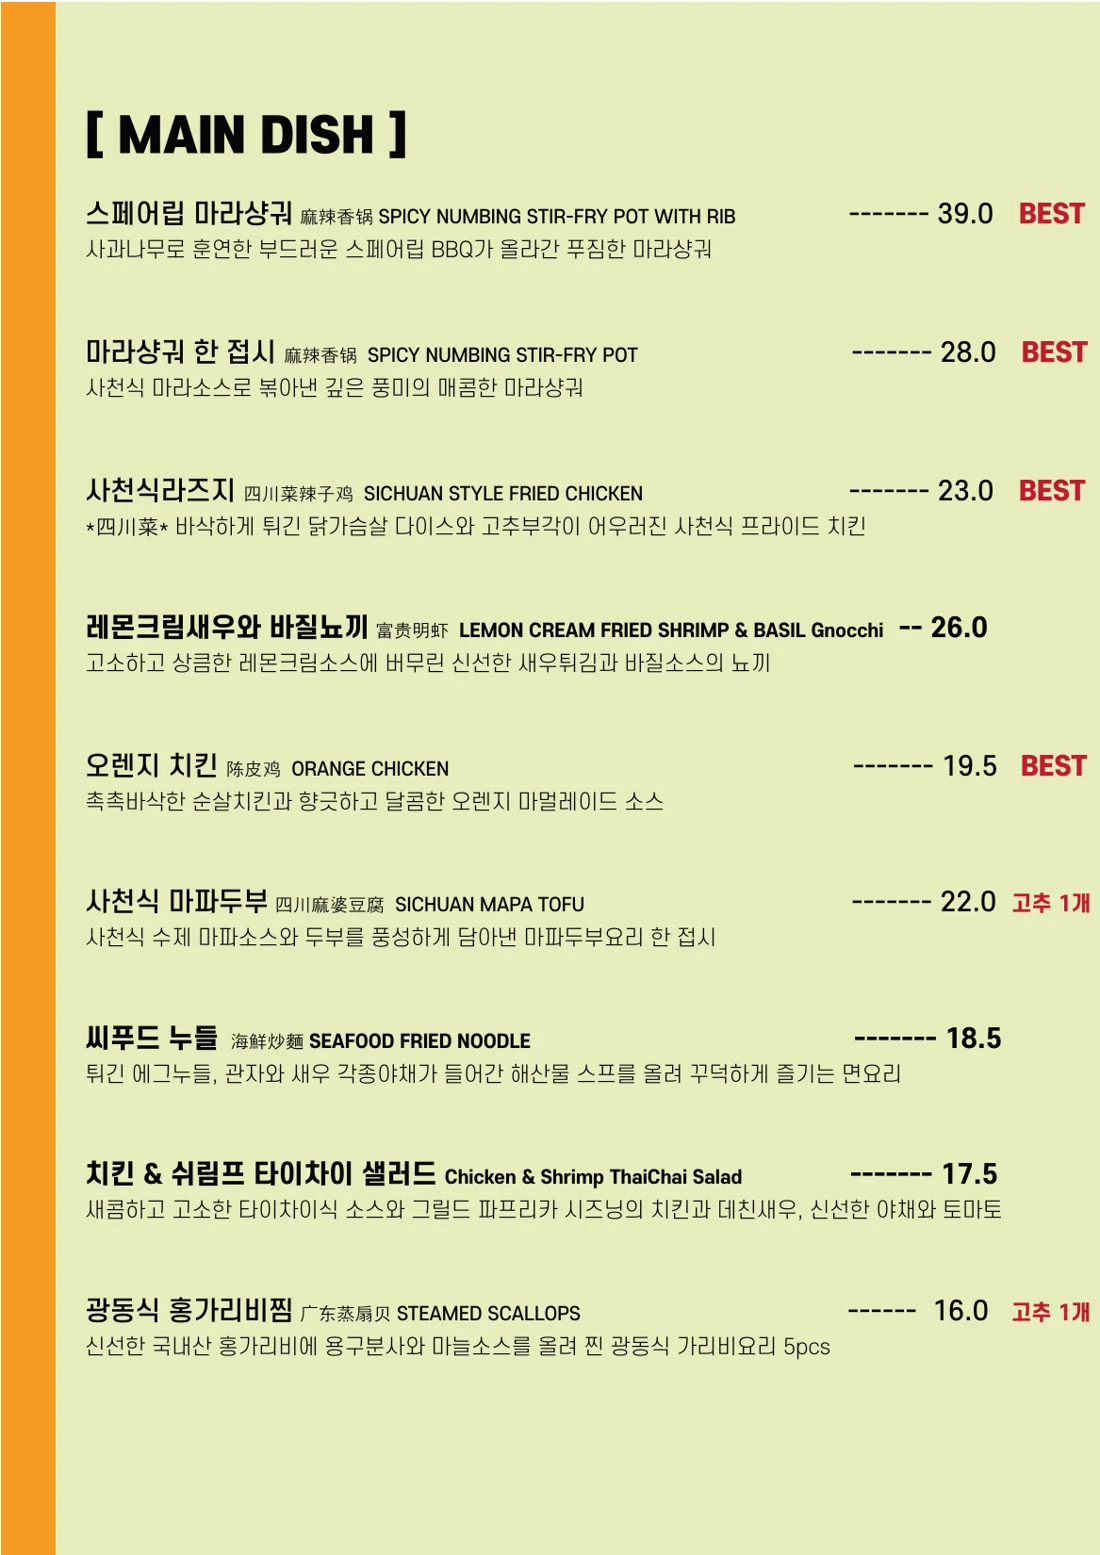 [ MAIN DISH ]
스페어립 마라샹궈 麻辣香锅 SPICY NUMBING STIR-FRY POT WITH RIB ------- 39.0 BEST
사과나무로 훈연한 부드러운 스페어립 BBQ가 올라간 푸짐한 마라샹궈
마라샹궈 한 접시 麻辣香锅 SPICY NUMBING STIR-FRY POT ------- 28.0 BEST
사천식 마라소스로 볶아낸 깊은 풍미의 매콤한 마라샹궈
사천식라즈지 四川菜辣子鸡 SICHUAN STYLE FRIED CHICKEN ------- 23.0 BEST
*四川菜* 바삭하게 튀긴 닭가슴살 다이스와 고추부각이 어우러진 사천식 프라이드 치킨
레몬크림새우와 바질뇨끼 富贵明虾 LEMON CREAM FRIED SHRIMP & BASIL Gnocchi -- 26.0
고소하고 상큼한 레몬크림소스에 버무린 신선한 새우튀김과 바질소스의 뇨끼
오렌지 치킨 陈皮鸡 ORANGE CHICKEN ------- 19.5 BEST
촉촉바삭한 순살치킨과 향긋하고 달콤한 오렌지 마멀레이드 소스
사천식 마파두부 四川麻婆豆腐 SICHUAN MAPA TOFU ------- 22.0 고추 1개
사천식 수제 마파소스와 두부를 풍성하게 담아낸 마파두부요리 한 접시
씨푸드 누들 海鮮炒麵 SEAFOOD FRIED NOODLE ------- 18.5
튀긴 에그누들, 관자와 새우 각종야채가 들어간 해산물 스프를 올려 꾸덕하게 즐기는 면요리
치킨 & 쉬림프 타이차이 샐러드 Chicken & Shrimp ThaiChai Salad ------- 17.5
새콤하고 고소한 타이차이식 소스와 그릴드 파프리카 시즈닝의 치킨과 데친새우, 신선한 야채와 토마토
광동식 홍가리비찜 广东蒸扇贝 STEAMED SCALLOPS ------ 16.0 고추 1개
신선한 국내산 홍가리비에 용구분사와 마늘소스를 올려 찐 광동식 가리비요리 5pcs